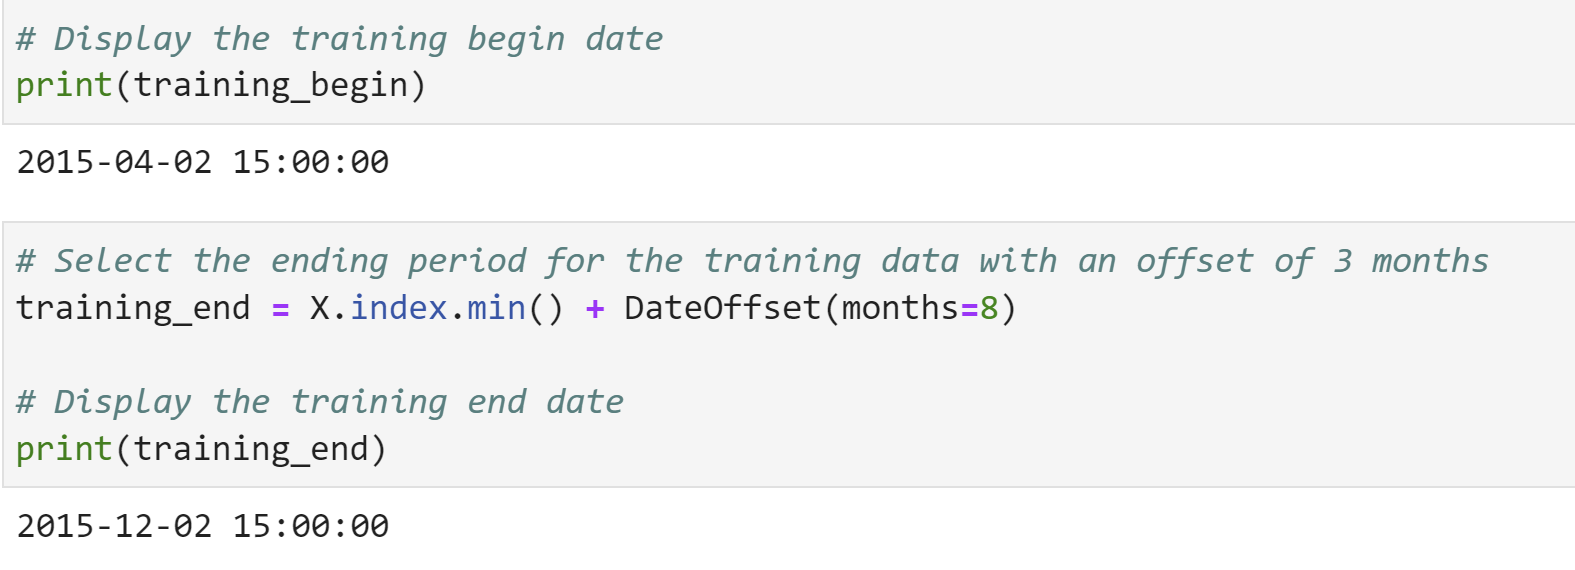 # Display the training begin date
print(training_begin)
2015-04-02 15:00:00
# Select the ending period for the training data with an offset of 3 months
training_end = X.index.min() + DateOffset(months=8)
# Display the training end date
print(training_end)
2015-12-02 15:00:00